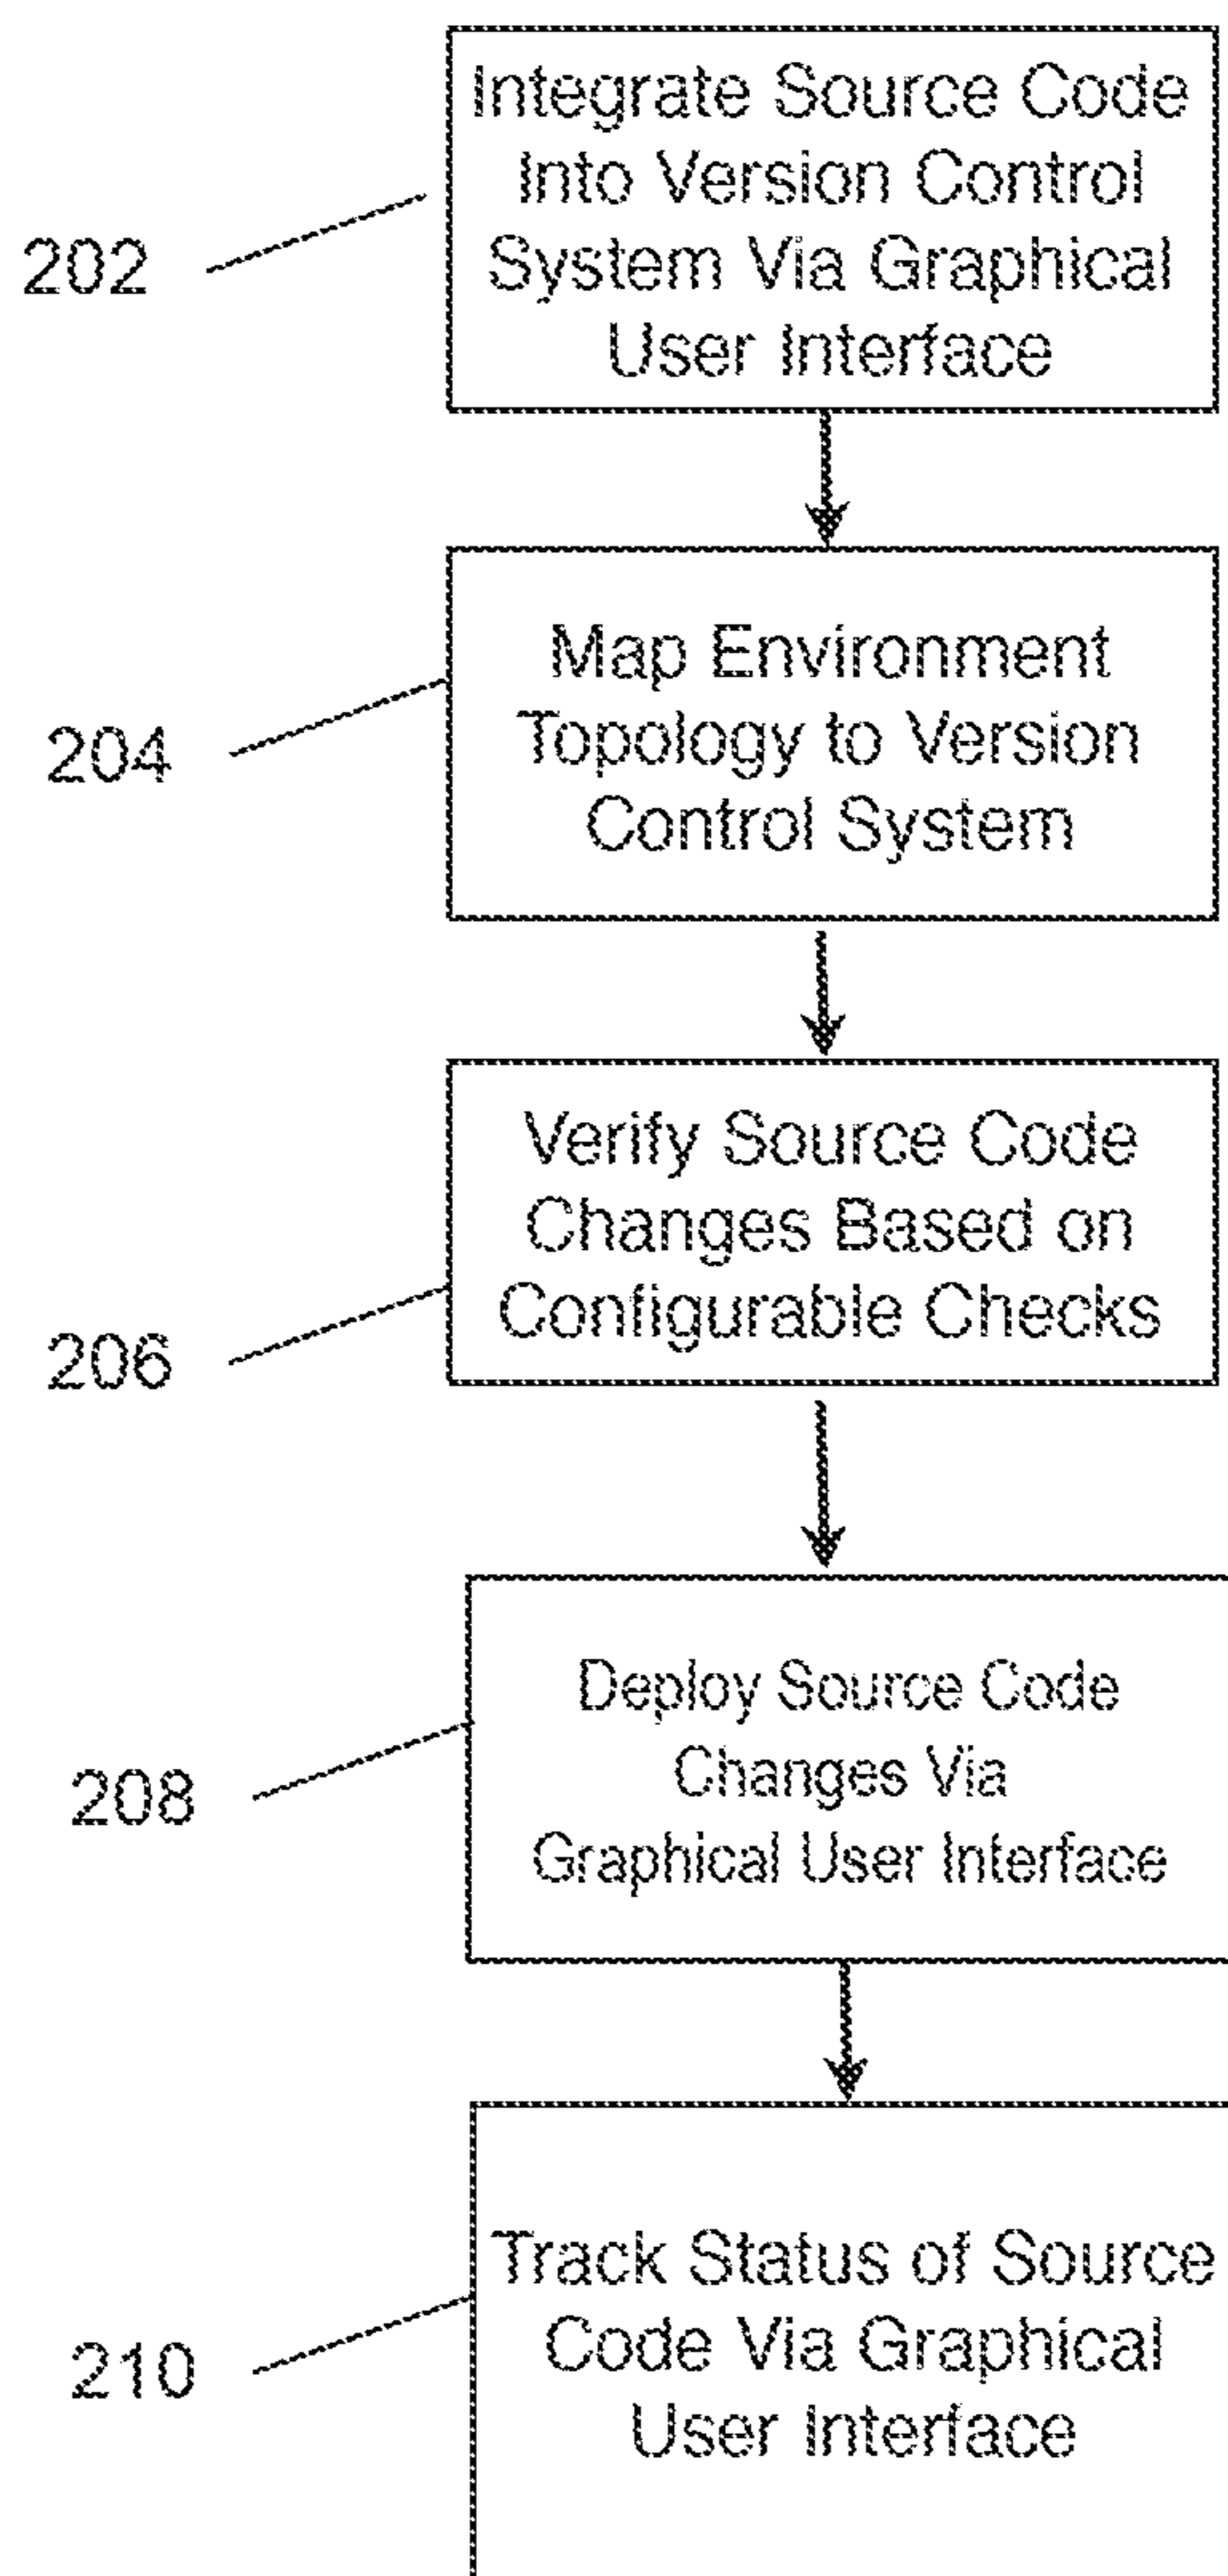 Integrate Source Code
Into Version Control
System Via Graphical
User Interface
202
Map Environment
Topology to Version
Control System
204
Verify Source Code
Changes Based on
Configurable Checks
206
Deploy Source Code
Changes Via
Graphical User Interface
208
Track Status of Source
Code Via Graphical
User Interface
210